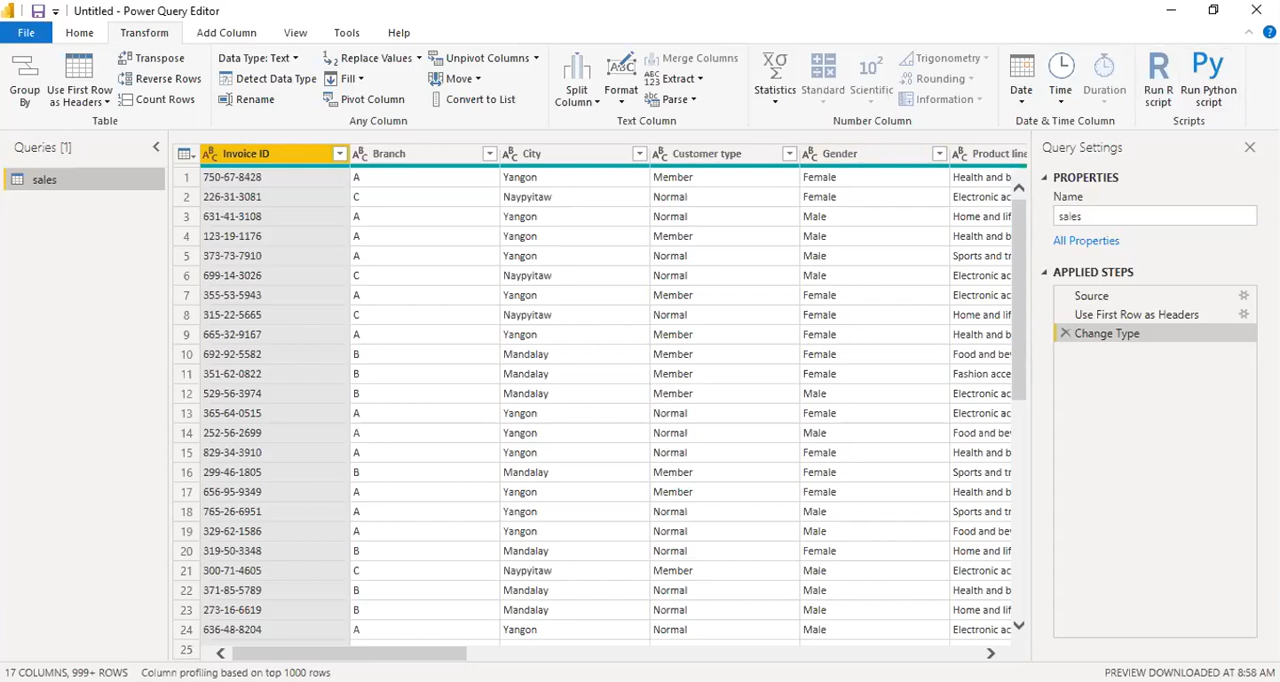 Untitled - Power Query Editor
File Home Transform Add Column View Tools Help
Group By
Use First Row as Headers
Transpose
Reverse Rows
Count Rows
Table
Data Type: Text
Detect Data Type
Rename
Replace Values
Fill
Pivot Column
Unpivot Columns
Move
Convert to List
Any Column
Split Column
Format
Merge Columns
Extract
Parse
Text Column
Statistics
Standard
Scientific
Trigonometry
Rounding
Information
Number Column
Date
Time
Duration
Date & Time Column
Run R script
Run Python script
Scripts
Queries [1]
sales
Invoice ID Branch City Customer type Gender Product line
1 750-67-8428 A Yangon Member Female Health and b
2 226-31-3081 C Naypyitaw Normal Female Electronic ac
3 631-41-3108 A Yangon Normal Male Home and life
4 123-19-1176 A Yangon Member Male Health and b
5 373-73-7910 A Yangon Normal Male Sports and tr
6 699-14-3026 C Naypyitaw Normal Male Electronic ac
7 355-53-5943 A Yangon Member Female Electronic ac
8 315-22-5665 C Naypyitaw Normal Female Home and life
9 665-32-9167 A Yangon Member Female Health and b
10 692-92-5582 B Mandalay Member Female Food and bev
11 351-62-0822 B Mandalay Member Female Fashion acce
12 529-56-3974 B Mandalay Member Male Electronic ac
13 365-64-0515 A Yangon Normal Female Electronic ac
14 252-56-2699 A Yangon Normal Male Food and bev
15 829-34-3910 A Yangon Normal Female Health and b
16 299-46-1805 B Mandalay Member Female Sports and tr
17 656-95-9349 A Yangon Member Female Health and b
18 765-26-6951 A Yangon Normal Male Sports and tr
19 329-62-1586 A Yangon Normal Male Food and bev
20 319-50-3348 B Mandalay Normal Female Home and lif
21 300-71-4605 C Naypyitaw Member Male Electronic ac
22 371-85-5789 B Mandalay Normal Male Health and b
23 273-16-6619 B Mandalay Normal Male Home and lif
24 636-48-8204 A Yangon Normal Male Electronic ac
25
Query Settings
PROPERTIES
Name
sales
All Properties
APPLIED STEPS
Source
Use First Row as Headers
Change Type
17 COLUMNS, 999+ ROWS Column profiling based on top 1000 rows
PREVIEW DOWNLOADED AT 8:58 AM